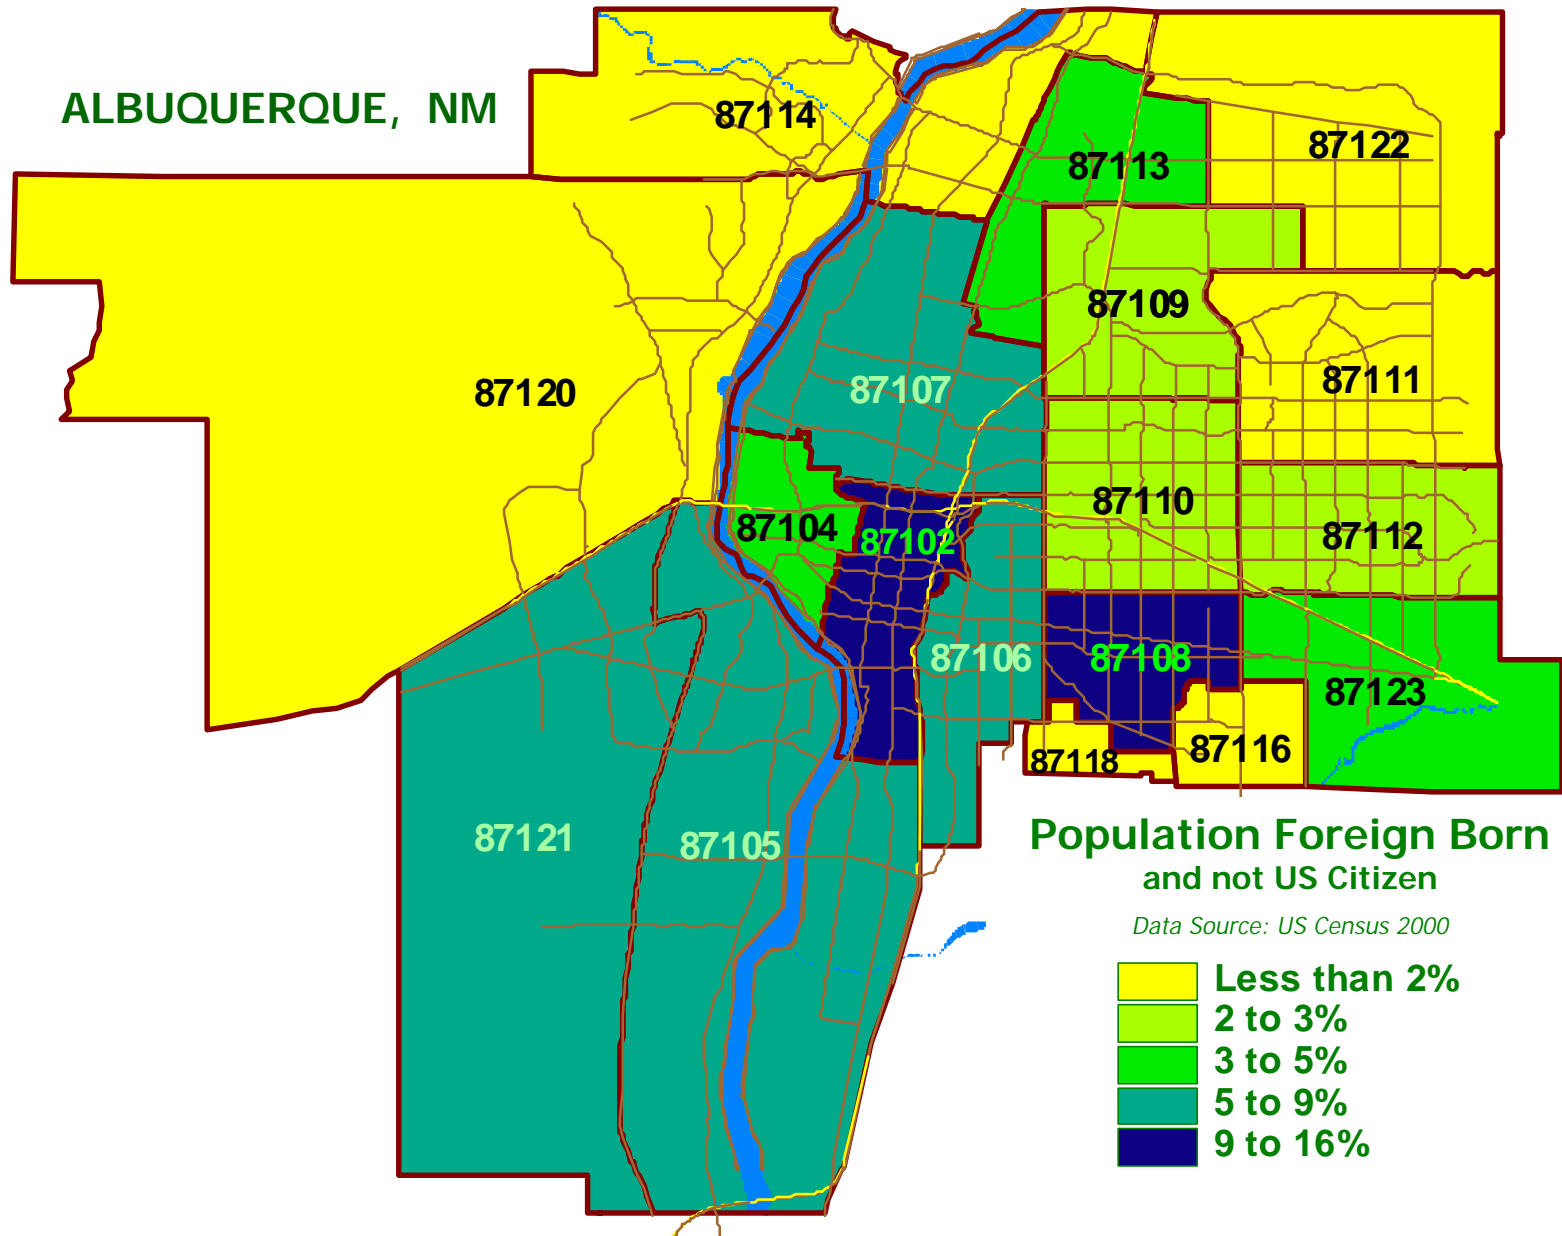 ALBUQUERQUE, NM
87114
87122
87113
87109
87120
87107
87111
87110
87104
87102
87112
87106
87108
87123
87116
87118
87121
87105
Population Foreign Born
and not US Citizen
Data Source: US Census 2000
Less than 2%
2 to 3%
3 to 5%
5 to 9%
9 to 16%